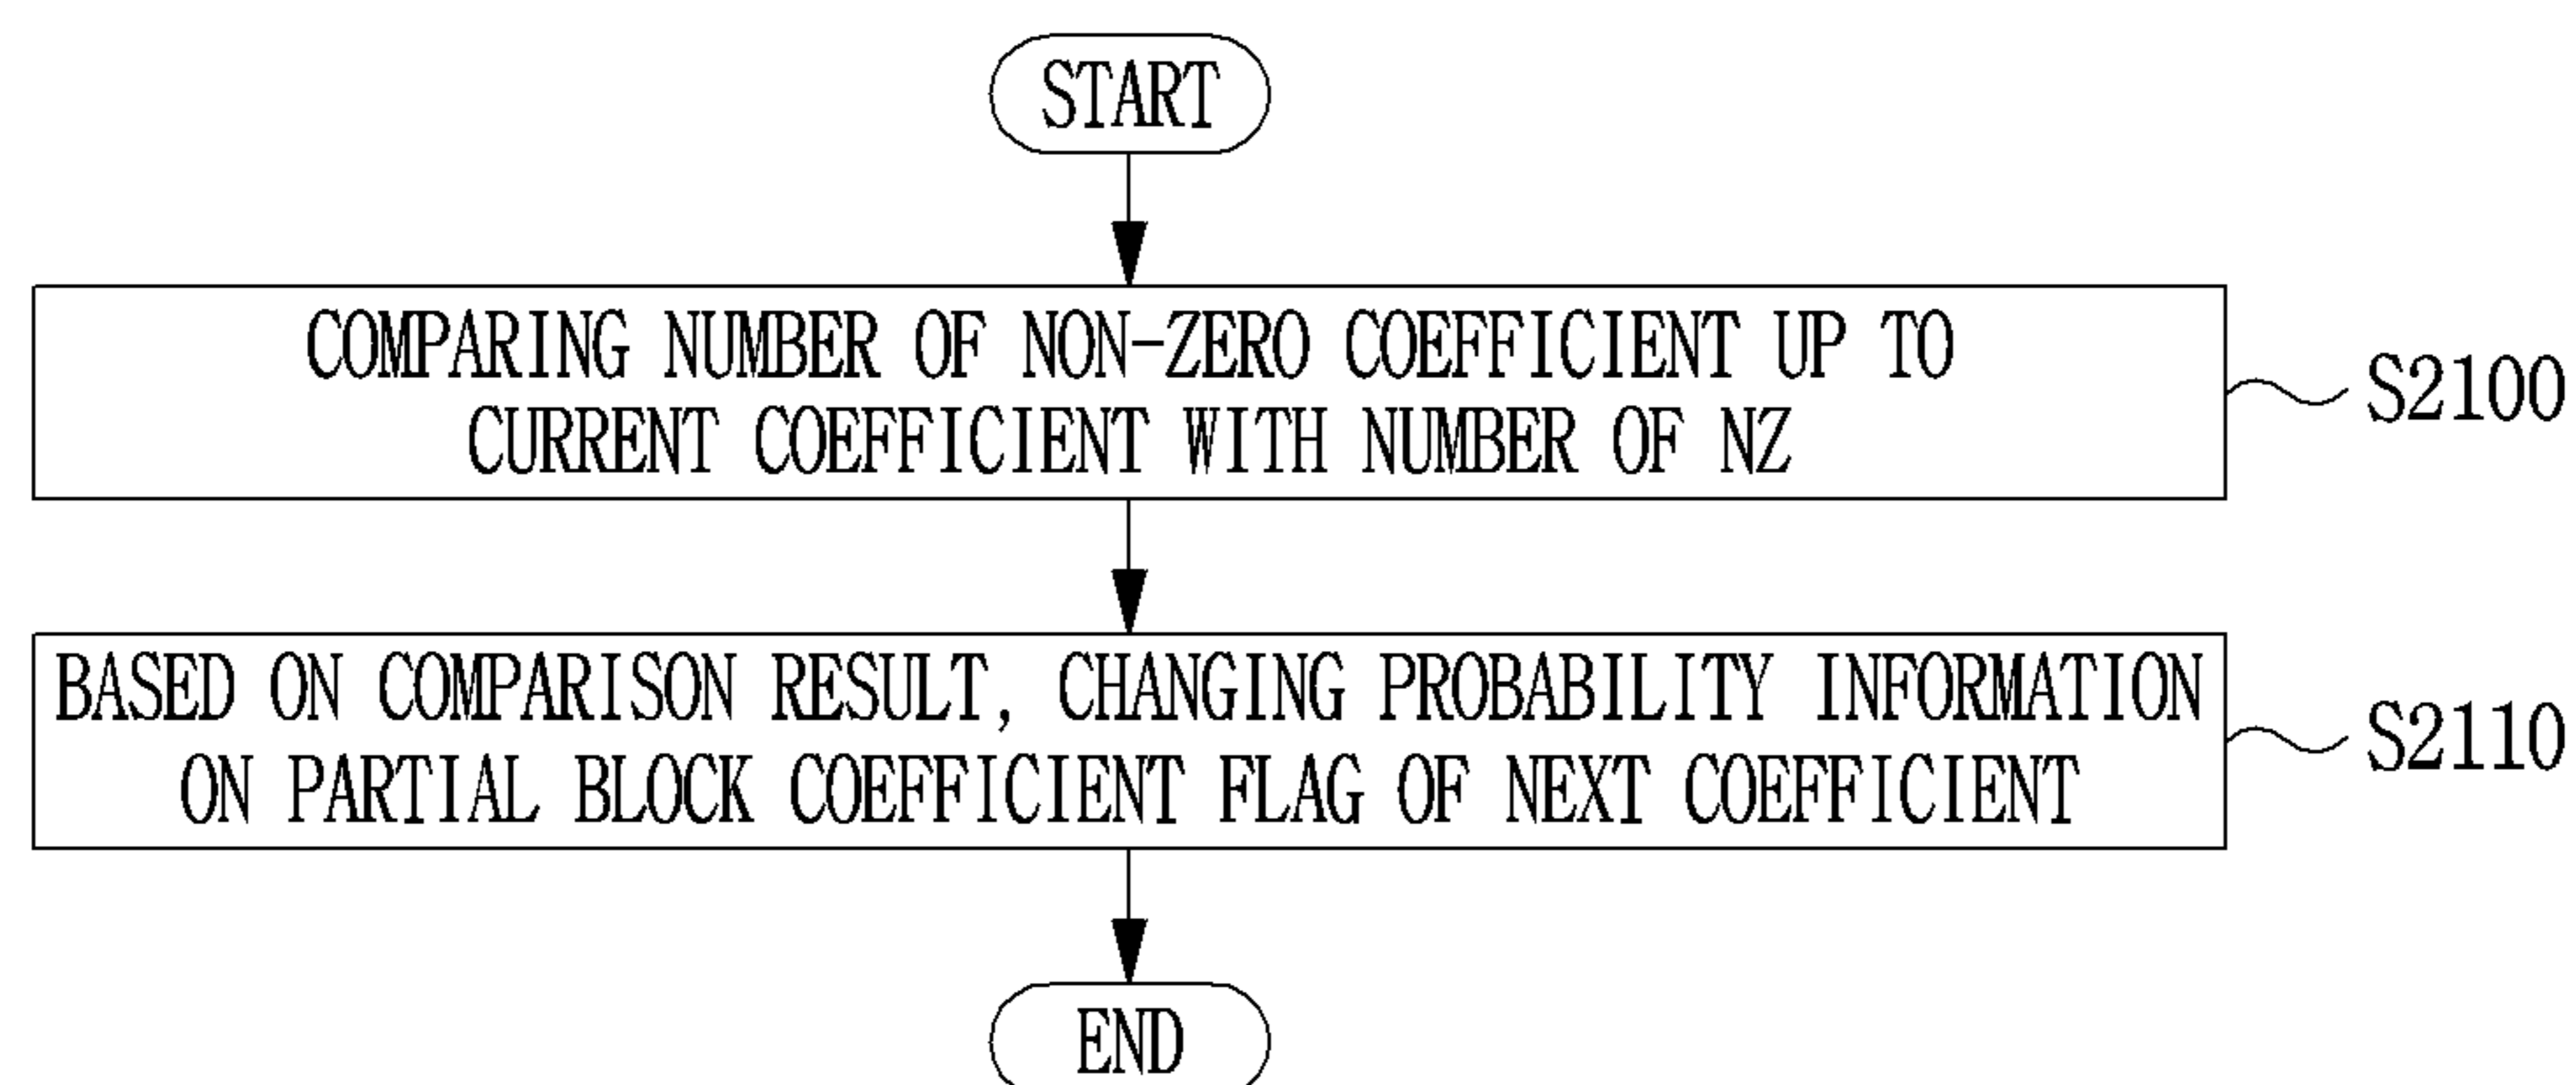 START
COMPARING NUMBER OF NON-ZERO COEFFICIENT UP TO
CURRENT COEFFICIENT WITH NUMBER OF NZ
S2100
BASED ON COMPARISON RESULT, CHANGING PROBABILITY INFORMATION
ON PARTIAL BLOCK COEFFICIENT FLAG OF NEXT COEFFICIENT
S2110
END